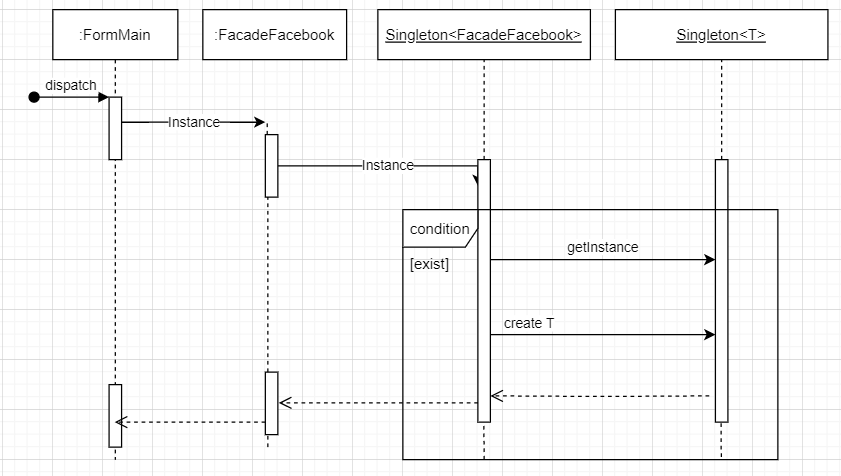 :FormMain
:FacadeFacebook
Singleton<FacadeFacebook>
Singleton<T>
dispatch
Instance
Instance
condition
getInstance
[exist]
create T